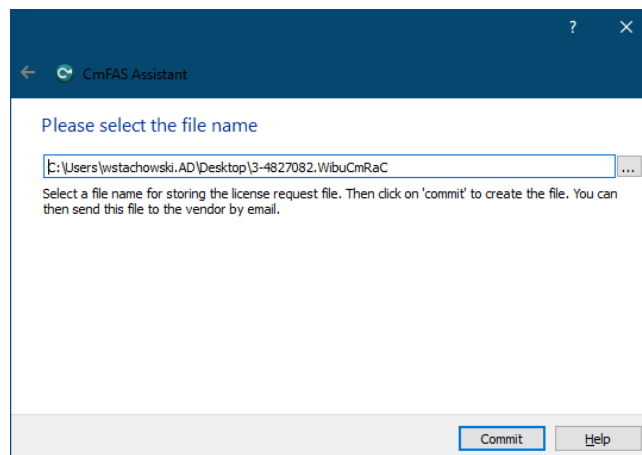 ?
CmFAS Assistant
Please select the file name
C:\Users\wstachowski.AD\Desktop\3-4827082.WibuCmRaC
...
Select a file name for storing the license request file. Then click on 'commit' to create the file. You can
then send this file to the vendor by email.
Commit
Help